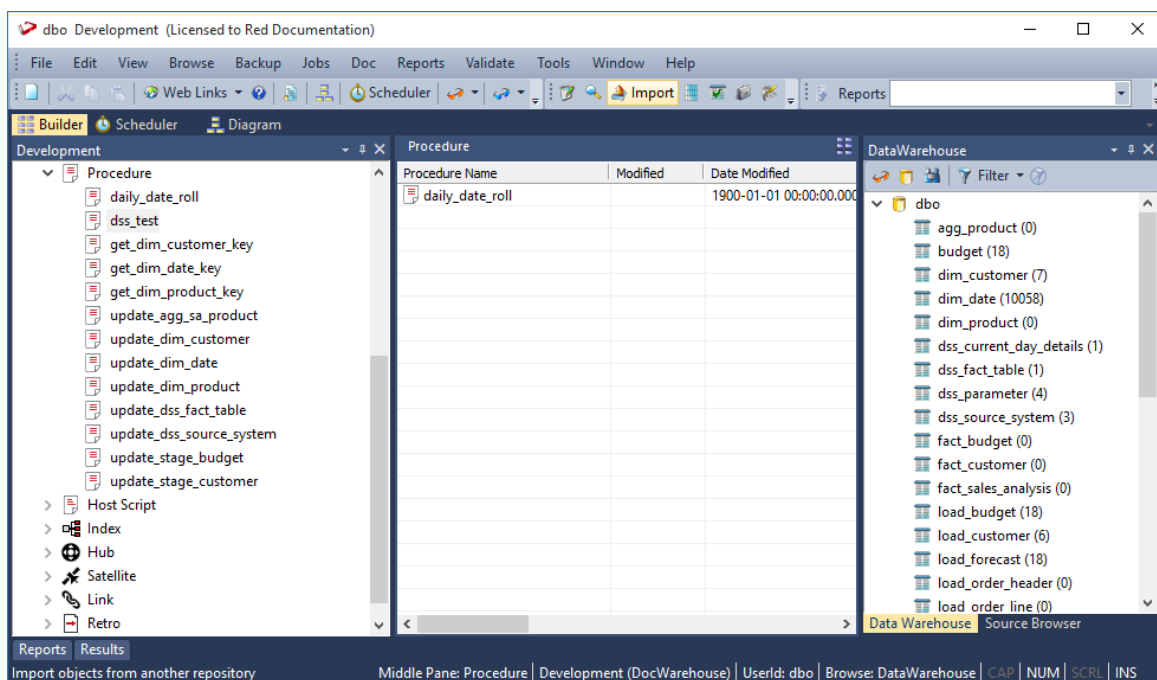 dbo Development (Licensed to Red Documentation)
File Edit View Browse Backup Jobs Doc Reports Validate Tools Window Help
Web Links Scheduler Import Reports
Builder Scheduler Diagram
Development
Procedure
daily_date_roll
dss_test
get_dim_customer_key
get_dim_date_key
get_dim_product_key
update_agg_sa_product
update_dim_customer
update_dim_date
update_dim_product
update_dss_fact_table
update_dss_source_system
update_stage_budget
update_stage_customer
Host Script
Index
Hub
Satellite
Link
Retro
Procedure
Procedure Name Modified Date Modified
daily_date_roll 1900-01-01 00:00:00.000
DataWarehouse
Filter
dbo
agg_product (0)
budget (18)
dim_customer (7)
dim_date (10058)
dim_product (0)
dss_current_day_details (1)
dss_fact_table (1)
dss_parameter (4)
dss_source_system (3)
fact_budget (0)
fact_customer (0)
fact_sales_analysis (0)
load_budget (18)
load_customer (6)
load_forecast (18)
load_order_header (0)
load_order_line (0)
Data Warehouse Source Browser
Reports Results
Import objects from another repository Middle Pane: Procedure Development (DocWarehouse) UserId: dbo Browse: DataWarehouse CAP NUM SCRL INS